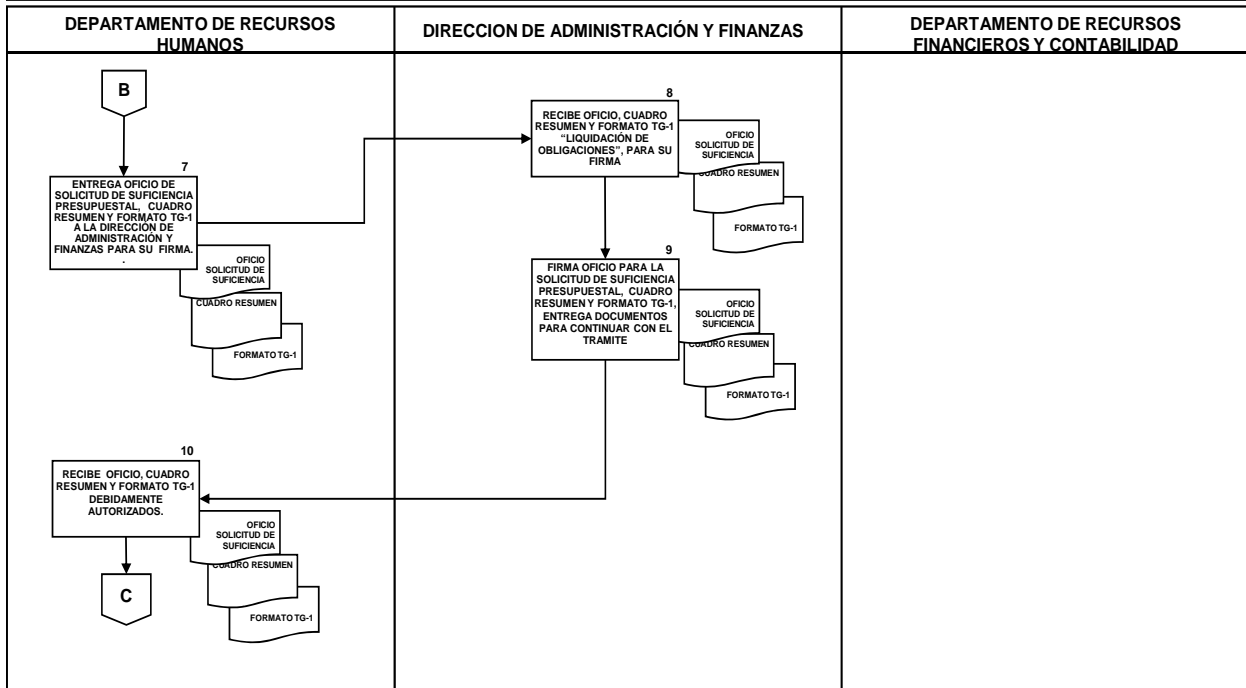 DEPARTAMENTO DE RECURSOS
HUMANOS
DIRECCION DE ADMINISTRACIÓN Y FINANZAS
DEPARTAMENTO DE RECURSOS
FINANCIEROS Y CONTABILIDAD
B
7
ENTREGA OFICIO DE
SOLICITUD DE SUFICIENCIA
PRESUPUESTAL, CUADRO
RESUMEN Y FORMATO TG-1
A LA DIRECCIÓN DE
ADMINISTRACIÓN Y
FINANZAS PARA SU FIRMA.
.
OFICIO
SOLICITUD DE
SUFICIENCIA
CUADRO RESUMEN
FORMATO TG-1
8
RECIBE OFICIO, CUADRO
RESUMEN Y FORMATO TG-1
“LIQUIDACIÓN DE
OBLIGACIONES”, PARA SU
FIRMA
OFICIO
SOLICITUD DE
SUFICIENCIA
CUADRO RESUMEN
FORMATO TG-1
9
FIRMA OFICIO PARA LA
SOLICITUD DE SUFICIENCIA
PRESUPUESTAL, CUADRO
RESUMEN Y FORMATO TG-1,
ENTREGA DOCUMENTOS
PARA CONTINUAR CON EL
TRAMITE
OFICIO
SOLICITUD DE
SUFICIENCIA
CUADRO RESUMEN
FORMATO TG-1
10
RECIBE OFICIO, CUADRO
RESUMEN Y FORMATO TG-1
DEBIDAMENTE
AUTORIZADOS.
OFICIO
SOLICITUD DE
SUFICIENCIA
CUADRO RESUMEN
FORMATO TG-1
C